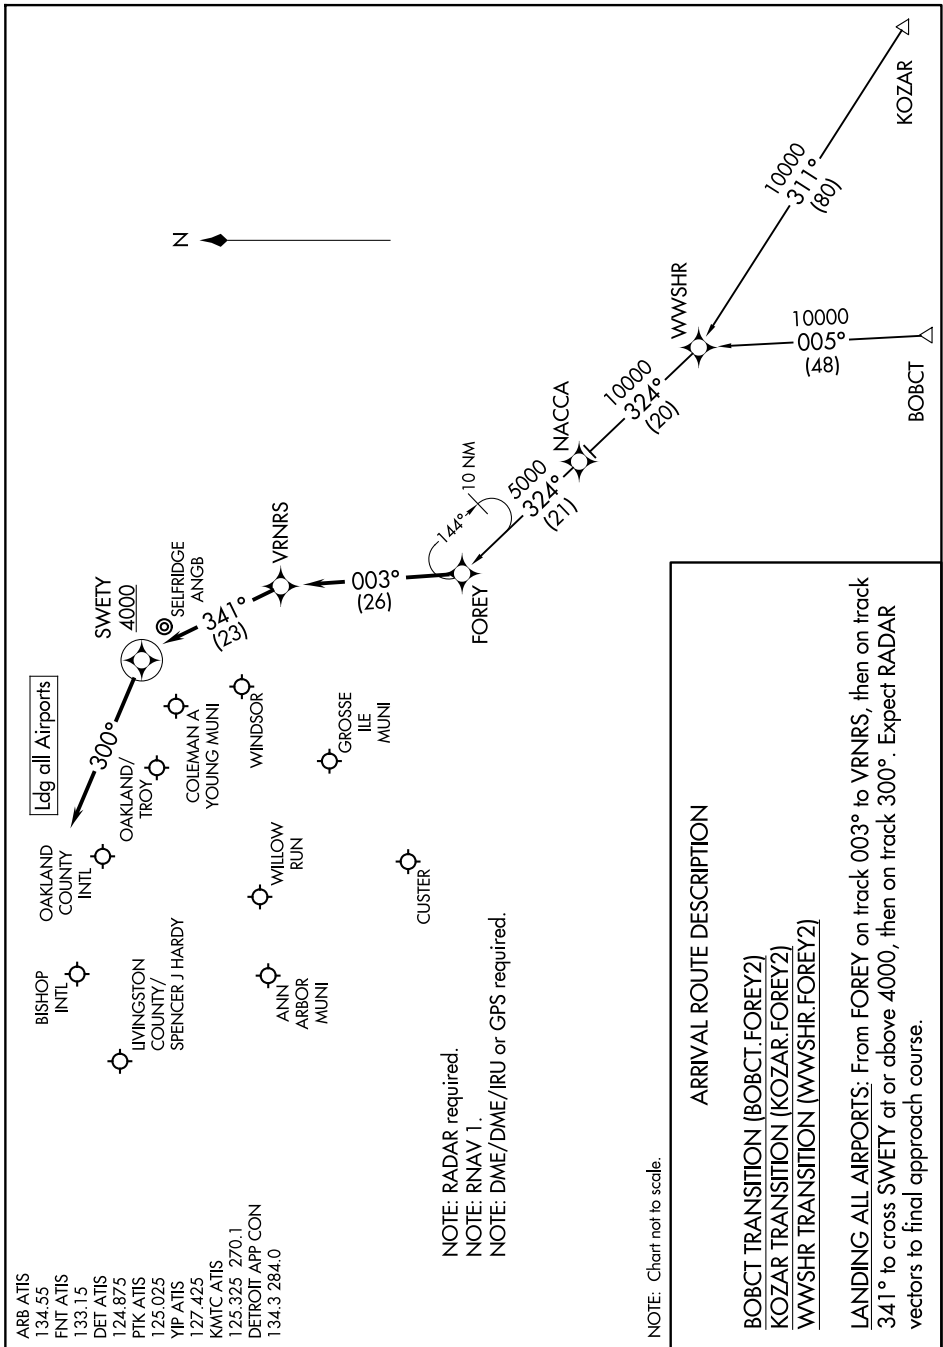 ARB ATIS
134.55
FNT ATIS
133.15
DET ATIS
124.875
PTK ATIS
125.025
YIP ATIS
127.425
KMTC ATIS
125.325 270.1
DETROIT APP CON
134.3 284.0
BISHOP
INTL
LIVINGSTON
COUNTY/
SPENCER J HARDY
ANN
ARBOR
MUNI
OAKLAND
COUNTY
INTL
WILLOW
RUN
CUSTER
Ldg all Airports
300°
OAKLAND/
TROY
COLEMAN A
YOUNG MUNI
WINDSOR
GROSSE
ILE
MUNI
SWETY
4000
SELFRIDGE
ANGB
341°
(23)
VRNRS
003°
(26)
FOREY
144°
10 NM
5000
324°
(21)
NACCA
10000
324°
(20)
WWSHR
10000
005°
(48)
BOBCT
10000
311°
(80)
KOZAR
N
NOTE: RADAR required.
NOTE: RNAV 1.
NOTE: DME/DME/IRU or GPS required.
NOTE: Chart not to scale.
ARRIVAL ROUTE DESCRIPTION
BOBCT TRANSITION (BOBCT.FOREY2)
KOZAR TRANSITION (KOZAR.FOREY2)
WWSHR TRANSITION (WWSHR.FOREY2)
LANDING ALL AIRPORTS: From FOREY on track 003° to VRNRS, then on track
341° to cross SWETY at or above 4000, then on track 300°. Expect RADAR
vectors to final approach course.